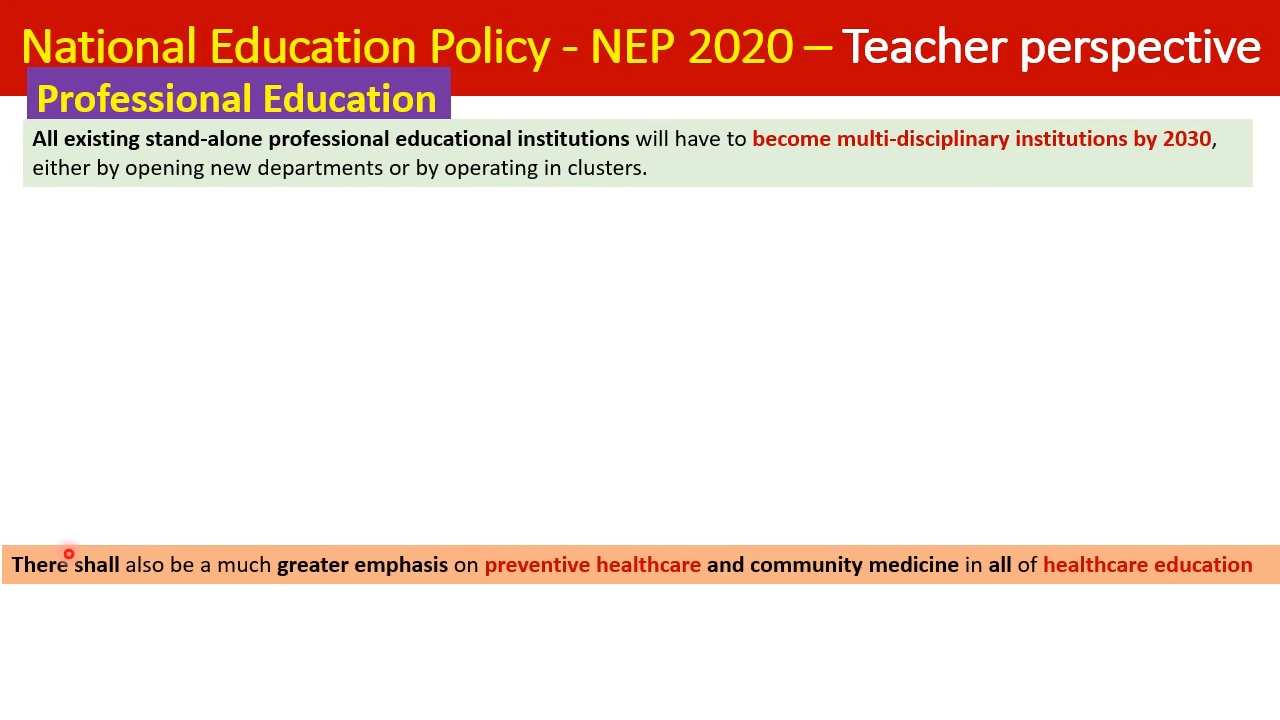 National Education Policy - NEP 2020 – Teacher perspective
Professional Education
All existing stand-alone professional educational institutions will have to become multi-disciplinary institutions by 2030,
either by opening new departments or by operating in clusters.
There shall also be a much greater emphasis on preventive healthcare and community medicine in all of healthcare education